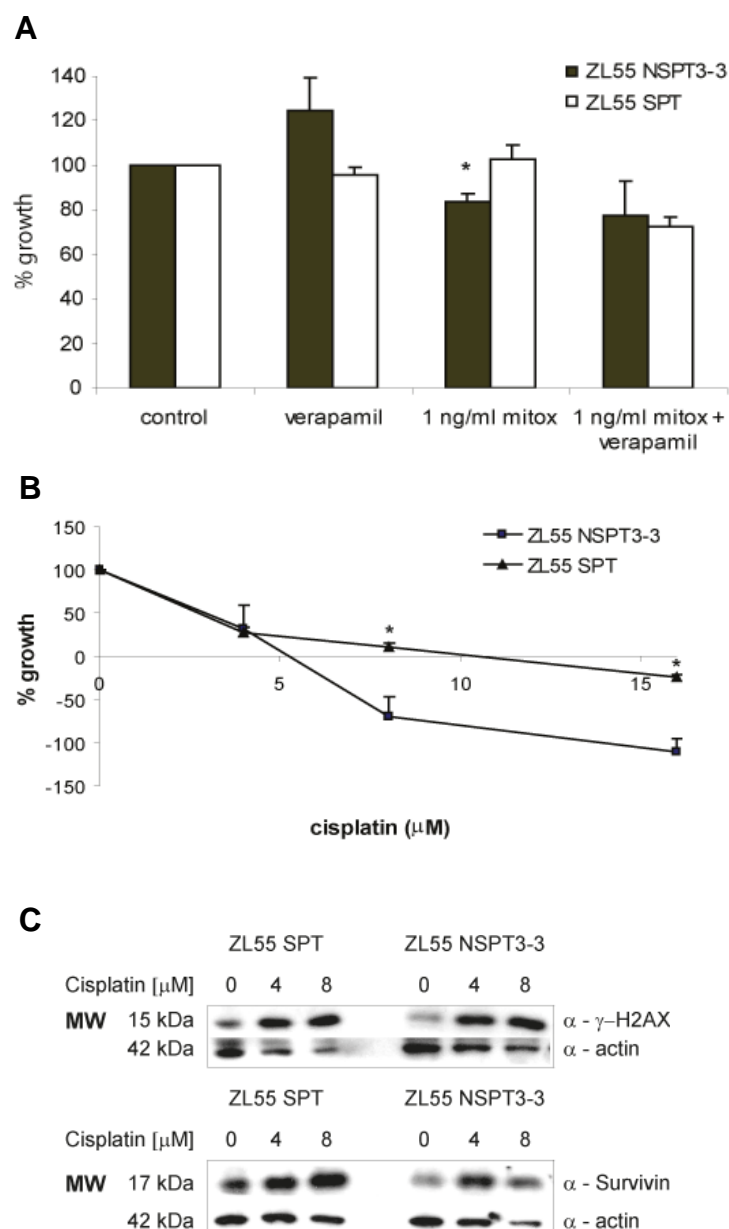 A
140
120
100
80
60
40
20
0
% growth
ZL55 NSPT3-3
ZL55 SPT
*
control
verapamil
1 ng/ml mitox
1 ng/ml mitox +
verapamil
B
150
100
50
0
-50
-100
-150
% growth
ZL55 NSPT3-3
ZL55 SPT
*
*
0
5
10
15
cisplatin (μM)
C
ZL55 SPT ZL55 NSPT3-3
Cisplatin [μM] 0 4 8 0 4 8
MW 15 kDa α - γ–H2AX
42 kDa α - actin
ZL55 SPT ZL55 NSPT3-3
Cisplatin [μM] 0 4 8 0 4 8
MW 17 kDa α - Survivin
42 kDa α - actin